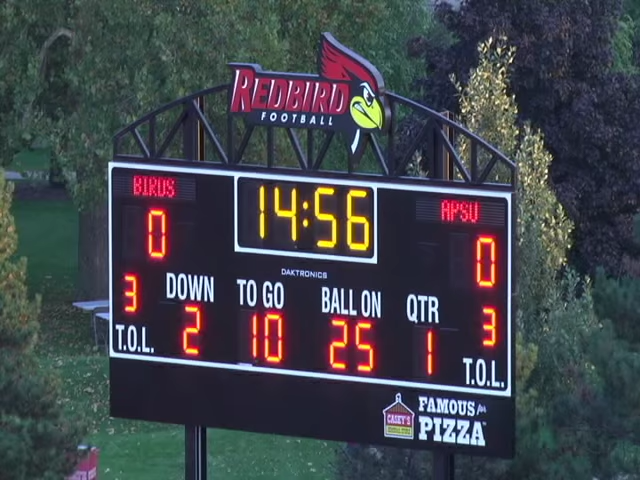 REDBIRD
FOOTBALL
BIRDS 14:56 APSU
0 0
DAKTRONICS
DOWN TO GO BALL ON QTR
3 2 10 25 1 3
T.O.L. T.O.L.
CASEY'S FAMOUS for
PIZZA